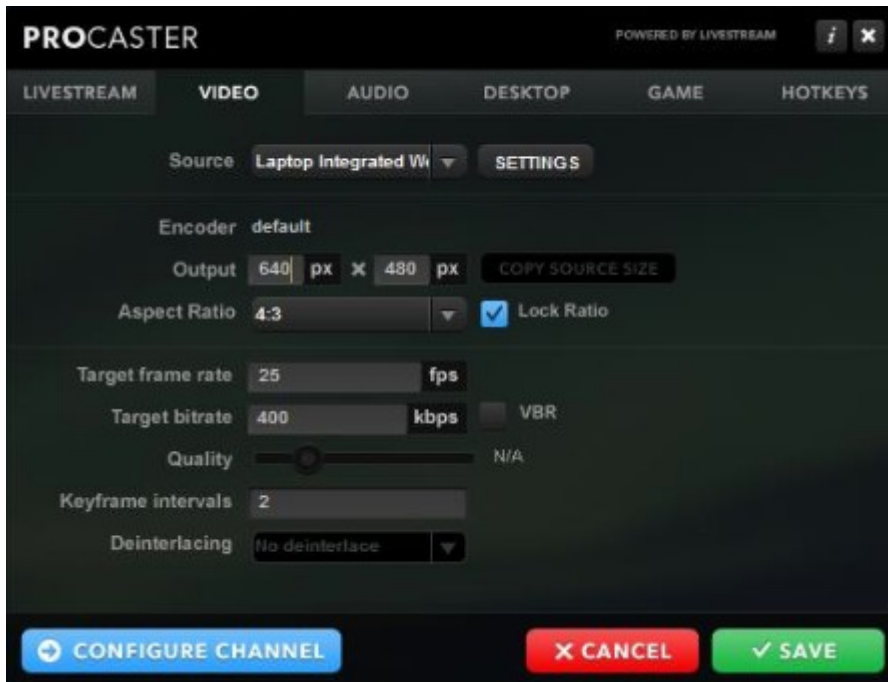 PROCASTER POWERED BY LIVESTREAM i
LIVESTREAM VIDEO AUDIO DESKTOP GAME HOTKEYS
Source Laptop Integrated SETTINGS
Encoder default
Output 640 px × 480 px COPY SOURCE SIZE
Aspect Ratio 4:3 Lock Ratio
Target frame rate 25 fps
Target bitrate 400 kbps VBR
Quality N/A
Keyframe intervals 2
Deinterlacing No deinterlace
CONFIGURE CHANNEL CANCEL SAVE